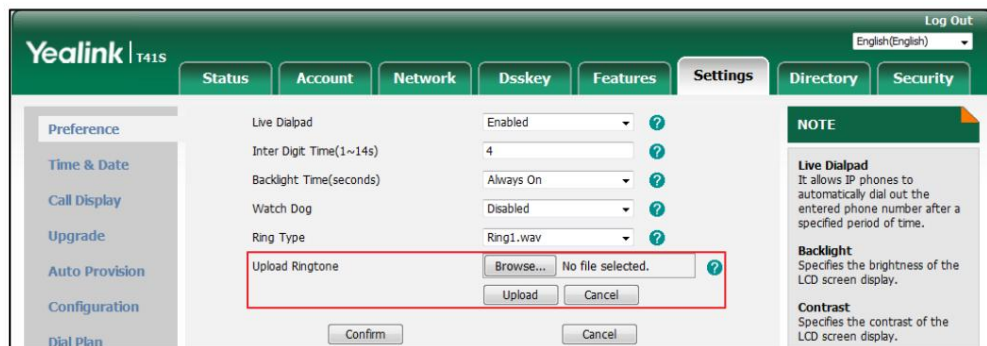 Log Out
Yealink | T41S
English(English)
Status Account Network Dsskey Features Settings Directory Security
Preference
Time & Date
Call Display
Upgrade
Auto Provision
Configuration
Dial Plan
Live Dialpad Enabled ?
Inter Digit Time(1~14s) 4 ?
Backlight Time(seconds) Always On ?
Watch Dog Disabled ?
Ring Type Ring1.wav ?
Upload Ringtone Browse... No file selected. ?
Upload Cancel
Confirm Cancel
NOTE
Live Dialpad
It allows IP phones to
automatically dial out the
entered phone number after a
specified period of time.
Backlight
Specifies the brightness of the
LCD screen display.
Contrast
Specifies the contrast of the
LCD screen display.